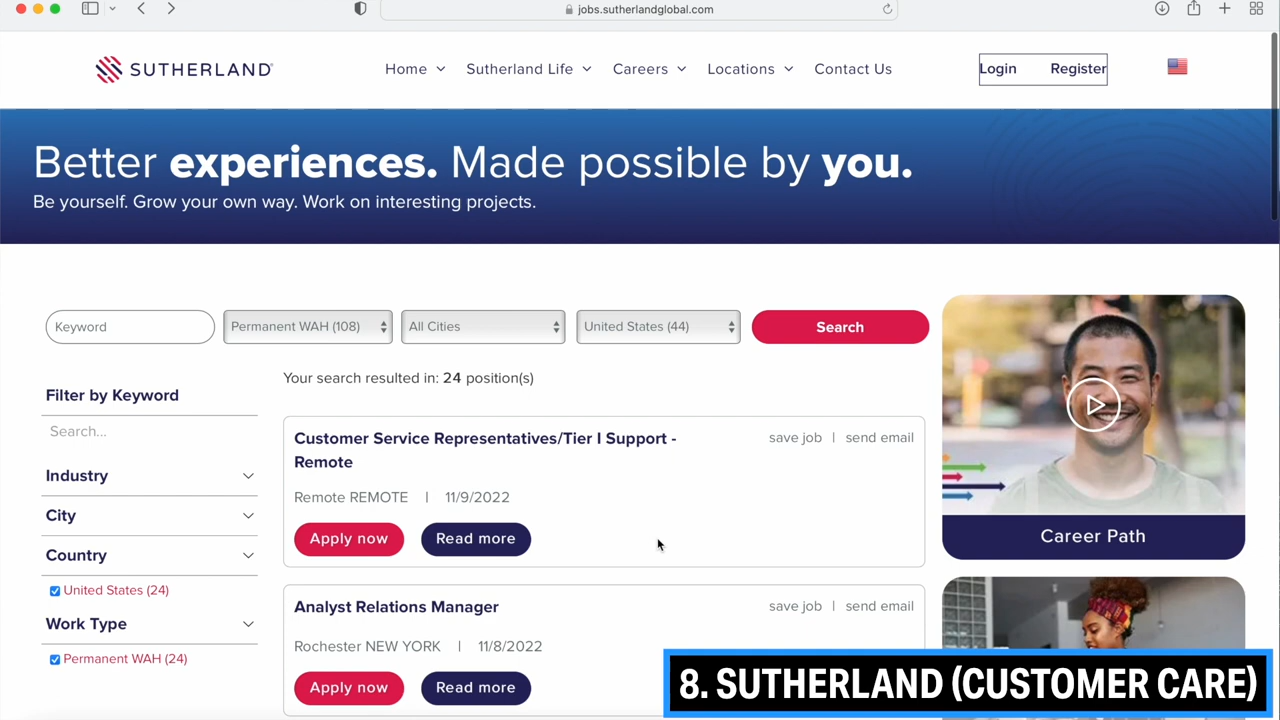 jobs.sutherlandglobal.com
SUTHERLAND
Home Sutherland Life Careers Locations Contact Us
Login Register
Better experiences. Made possible by you.
Be yourself. Grow your own way. Work on interesting projects.
Keyword Permanent WAH (108) All Cities United States (44) Search
Your search resulted in: 24 position(s)
Filter by Keyword
Search...
Industry
City
Country
United States (24)
Work Type
Permanent WAH (24)
Customer Service Representatives/Tier I Support -
Remote
save job | send email
Remote REMOTE | 11/9/2022
Apply now Read more
Analyst Relations Manager
save job | send email
Rochester NEW YORK | 11/8/2022
Apply now Read more
Career Path
8. SUTHERLAND (CUSTOMER CARE)